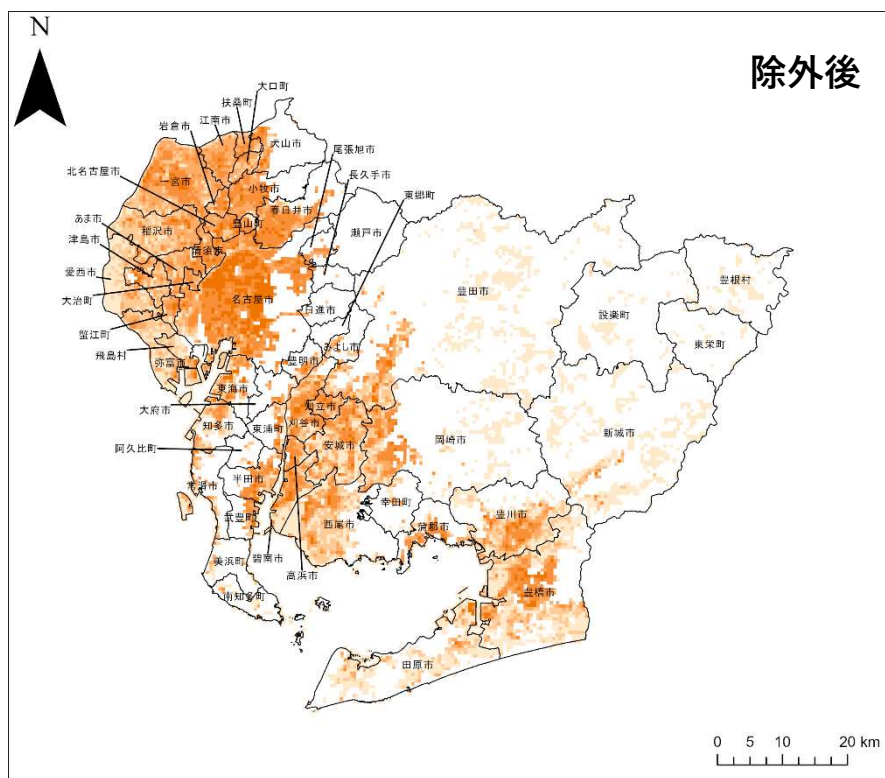 N
除外後
大口町
扶桑町
江南市
岩倉市
犬山市
尾張旭市
北名古屋市
長久手市
一宮市
小牧市
東郷町
春日井市
あま市
豊山町
稲沢市
瀬戸市
津島市
清須市
愛西市
豊田市
豊根村
大治町
名古屋市
日進市
設楽町
蟹江町
東栄町
飛島村
みよし市
弥富市
豊明市
東海市
大府市
知立市
知多市
東浦町
刈谷市
新城市
安城市
岡崎市
阿久比町
半田市
常滑市
幸田町
豊川市
武豊町
西尾市
蒲郡市
美浜町
碧南市
高浜市
南知多町
豊橋市
田原市
0 5 10 20 km